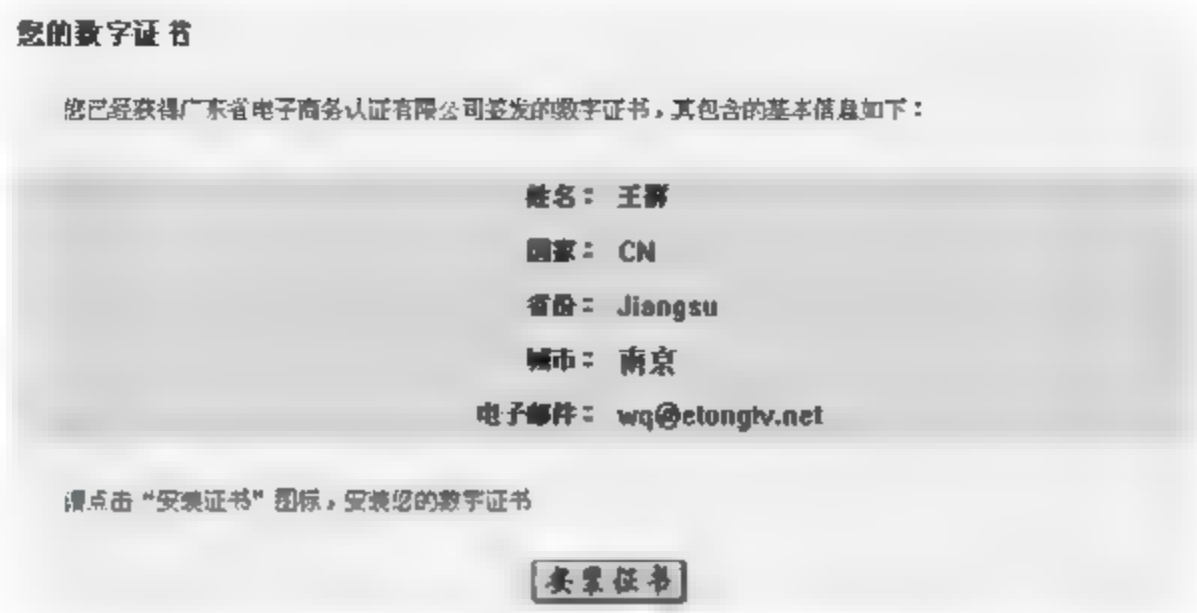 您的数字证书
您已经获得广东省电子商务认证有限公司签发的数字证书，其包含的基本信息如下：
姓名： 王群
国家： CN
省份： Jiangsu
城市： 南京
电子邮件： wq@etongtv.net
请点击“安装证书”图标，安装您的数字证书
安装证书